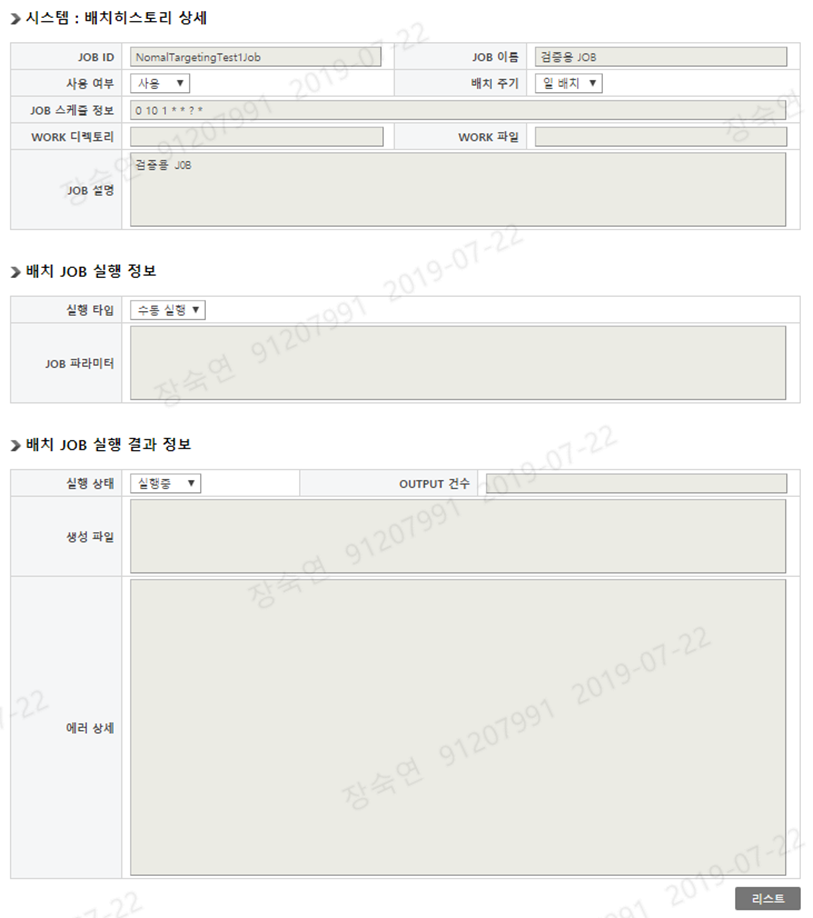 시스템 : 배치히스토리 상세
JOB ID NomalTargetingTest1Job JOB 이름 검증용 JOB
사용 여부 사용 ▼ 배치 주기 일 배치 ▼
JOB 스케줄 정보 0 10 1 * * ? *
WORK 디렉토리 WORK 파일
JOB 설명 검증용 JOB
배치 JOB 실행 정보
실행 타입 수동 실행 ▼
JOB 파라미터
배치 JOB 실행 결과 정보
실행 상태 실행중 ▼ OUTPUT 건수
생성 파일
에러 상세
리스트
장숙연 91207991 2019-07-22
장숙연
장숙연 91207991 2019-07-22
장숙연 91207991 2019-07-22
7-22
장숙연 91207991 2019-07-22
7-22
991 2019-07-22